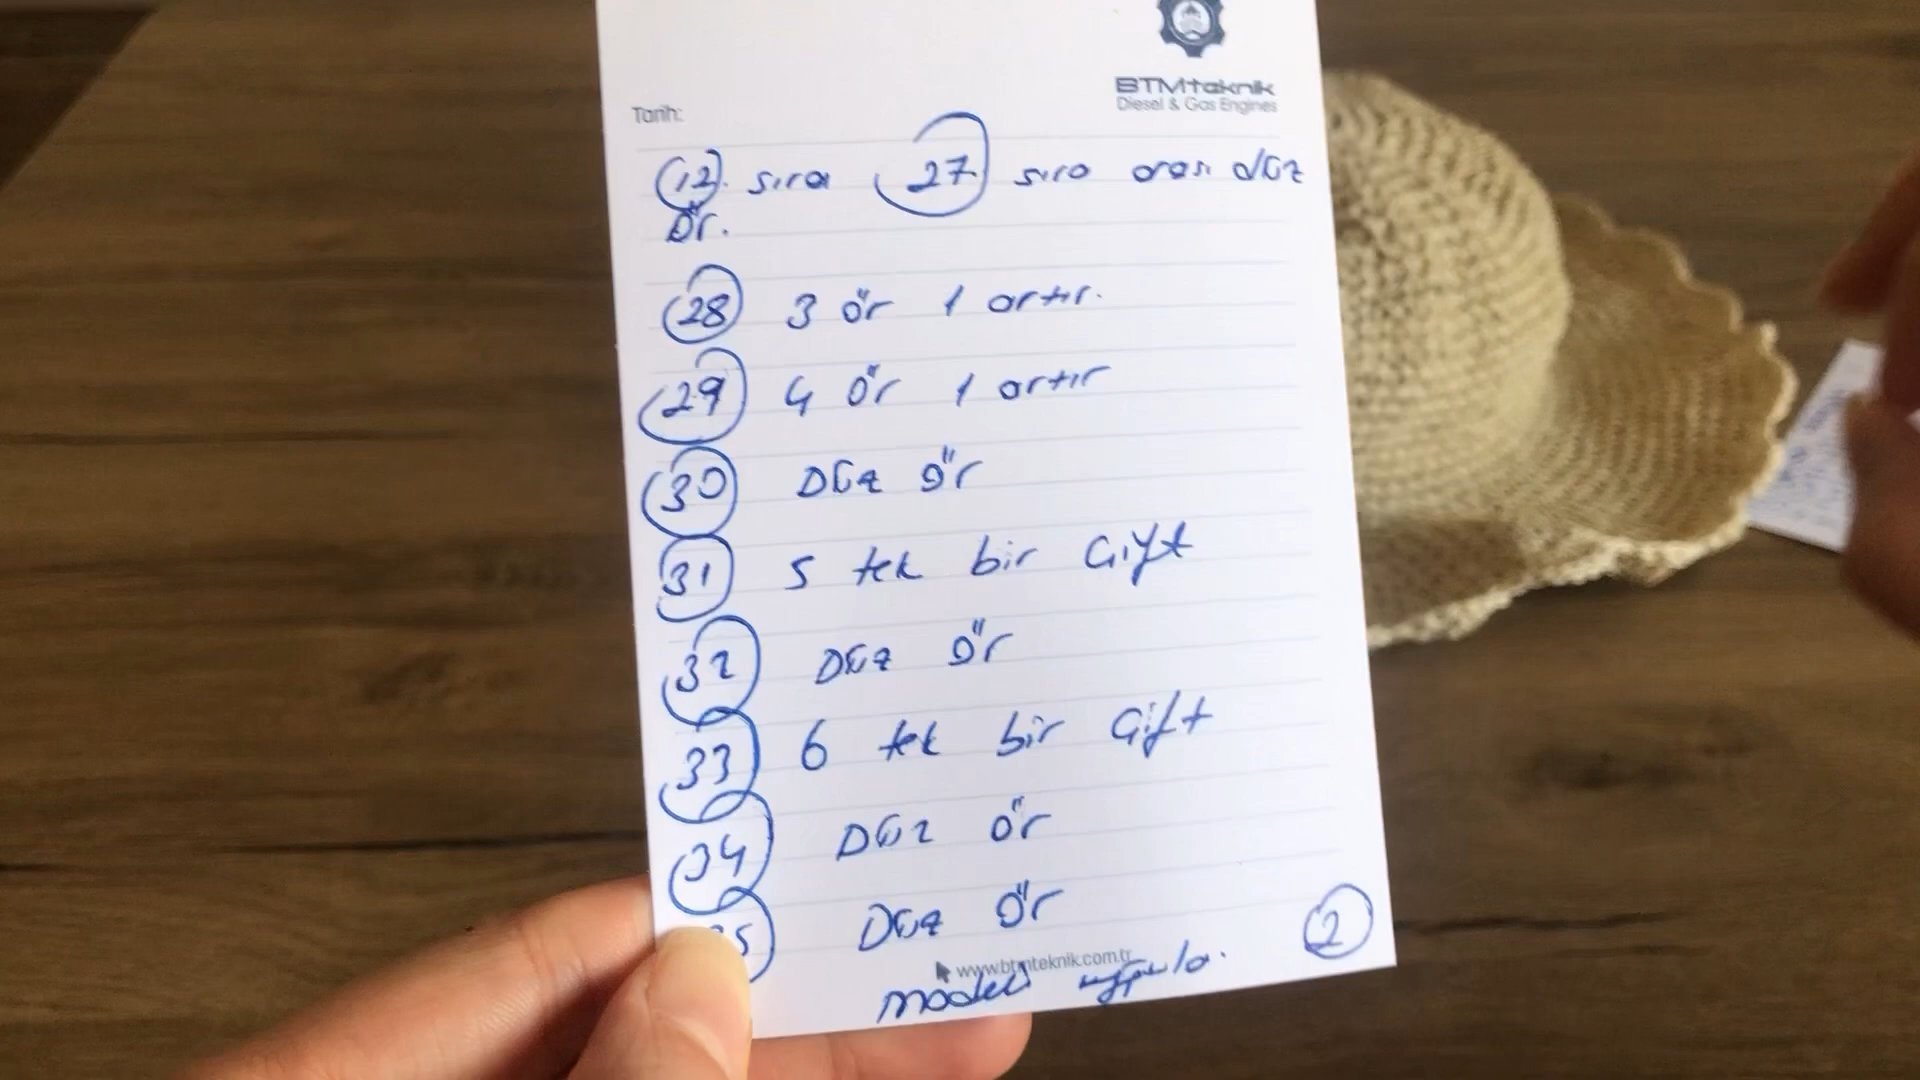 BTMteknik
Diesel & Gas Engines
Tarih:
12. sıra 27. sıra arası düz
ör.
28 3 ör 1 artır.
29 4 ör 1 artır
30 Düz ör
31 5 tek bir çift
32 Düz ör
33 6 tek bir çift
34 Düz ör
35 Düz ör
www.btmteknik.com.tr
modeli uygula.
2